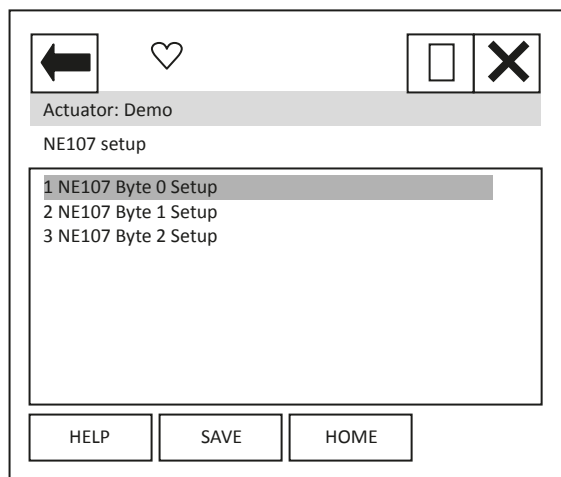 Actuator: Demo
NE107 setup
1 NE107 Byte 0 Setup
2 NE107 Byte 1 Setup
3 NE107 Byte 2 Setup
HELP SAVE HOME